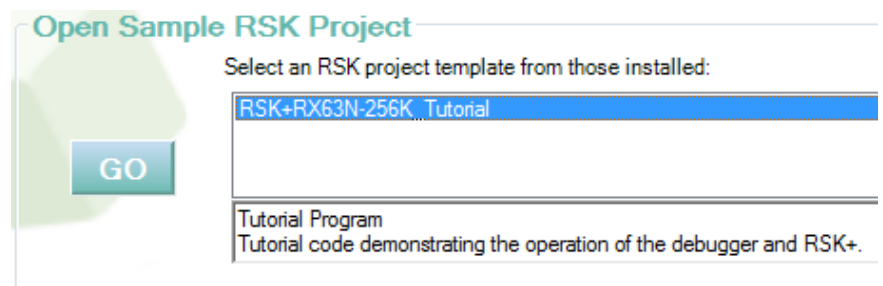 Open Sample RSK Project
Select an RSK project template from those installed:
RSK+RX63N-256K_Tutorial
GO
Tutorial Program
Tutorial code demonstrating the operation of the debugger and RSK+.